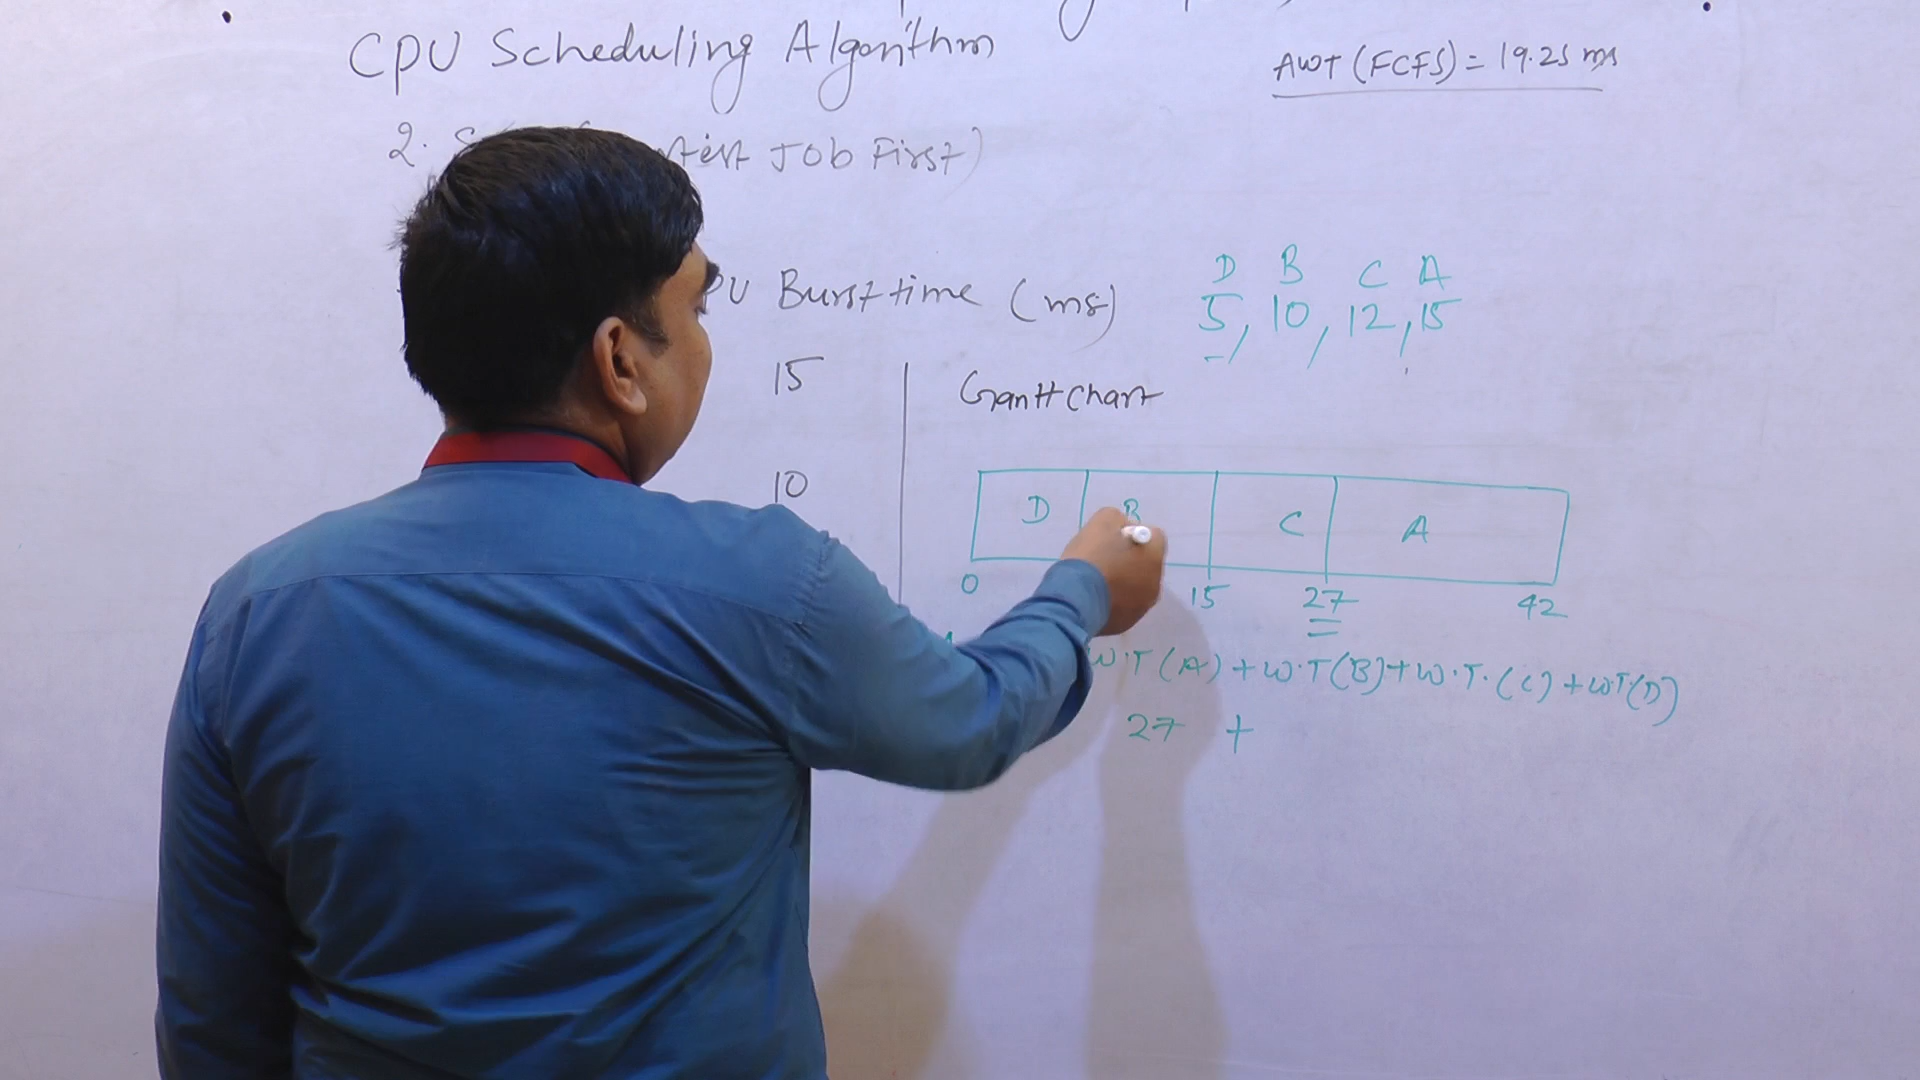 CPU Scheduling Algorithm
AWT (FCFS) = 19.25 ms
2. Job First)
D B C A
Burst time (ms)
5, 10, 12, 15
15
Gantt Chart
10
D B C A
0 15 27 42
W.T(A) + W.T(B) + W.T.(C) + WT(D)
27 +